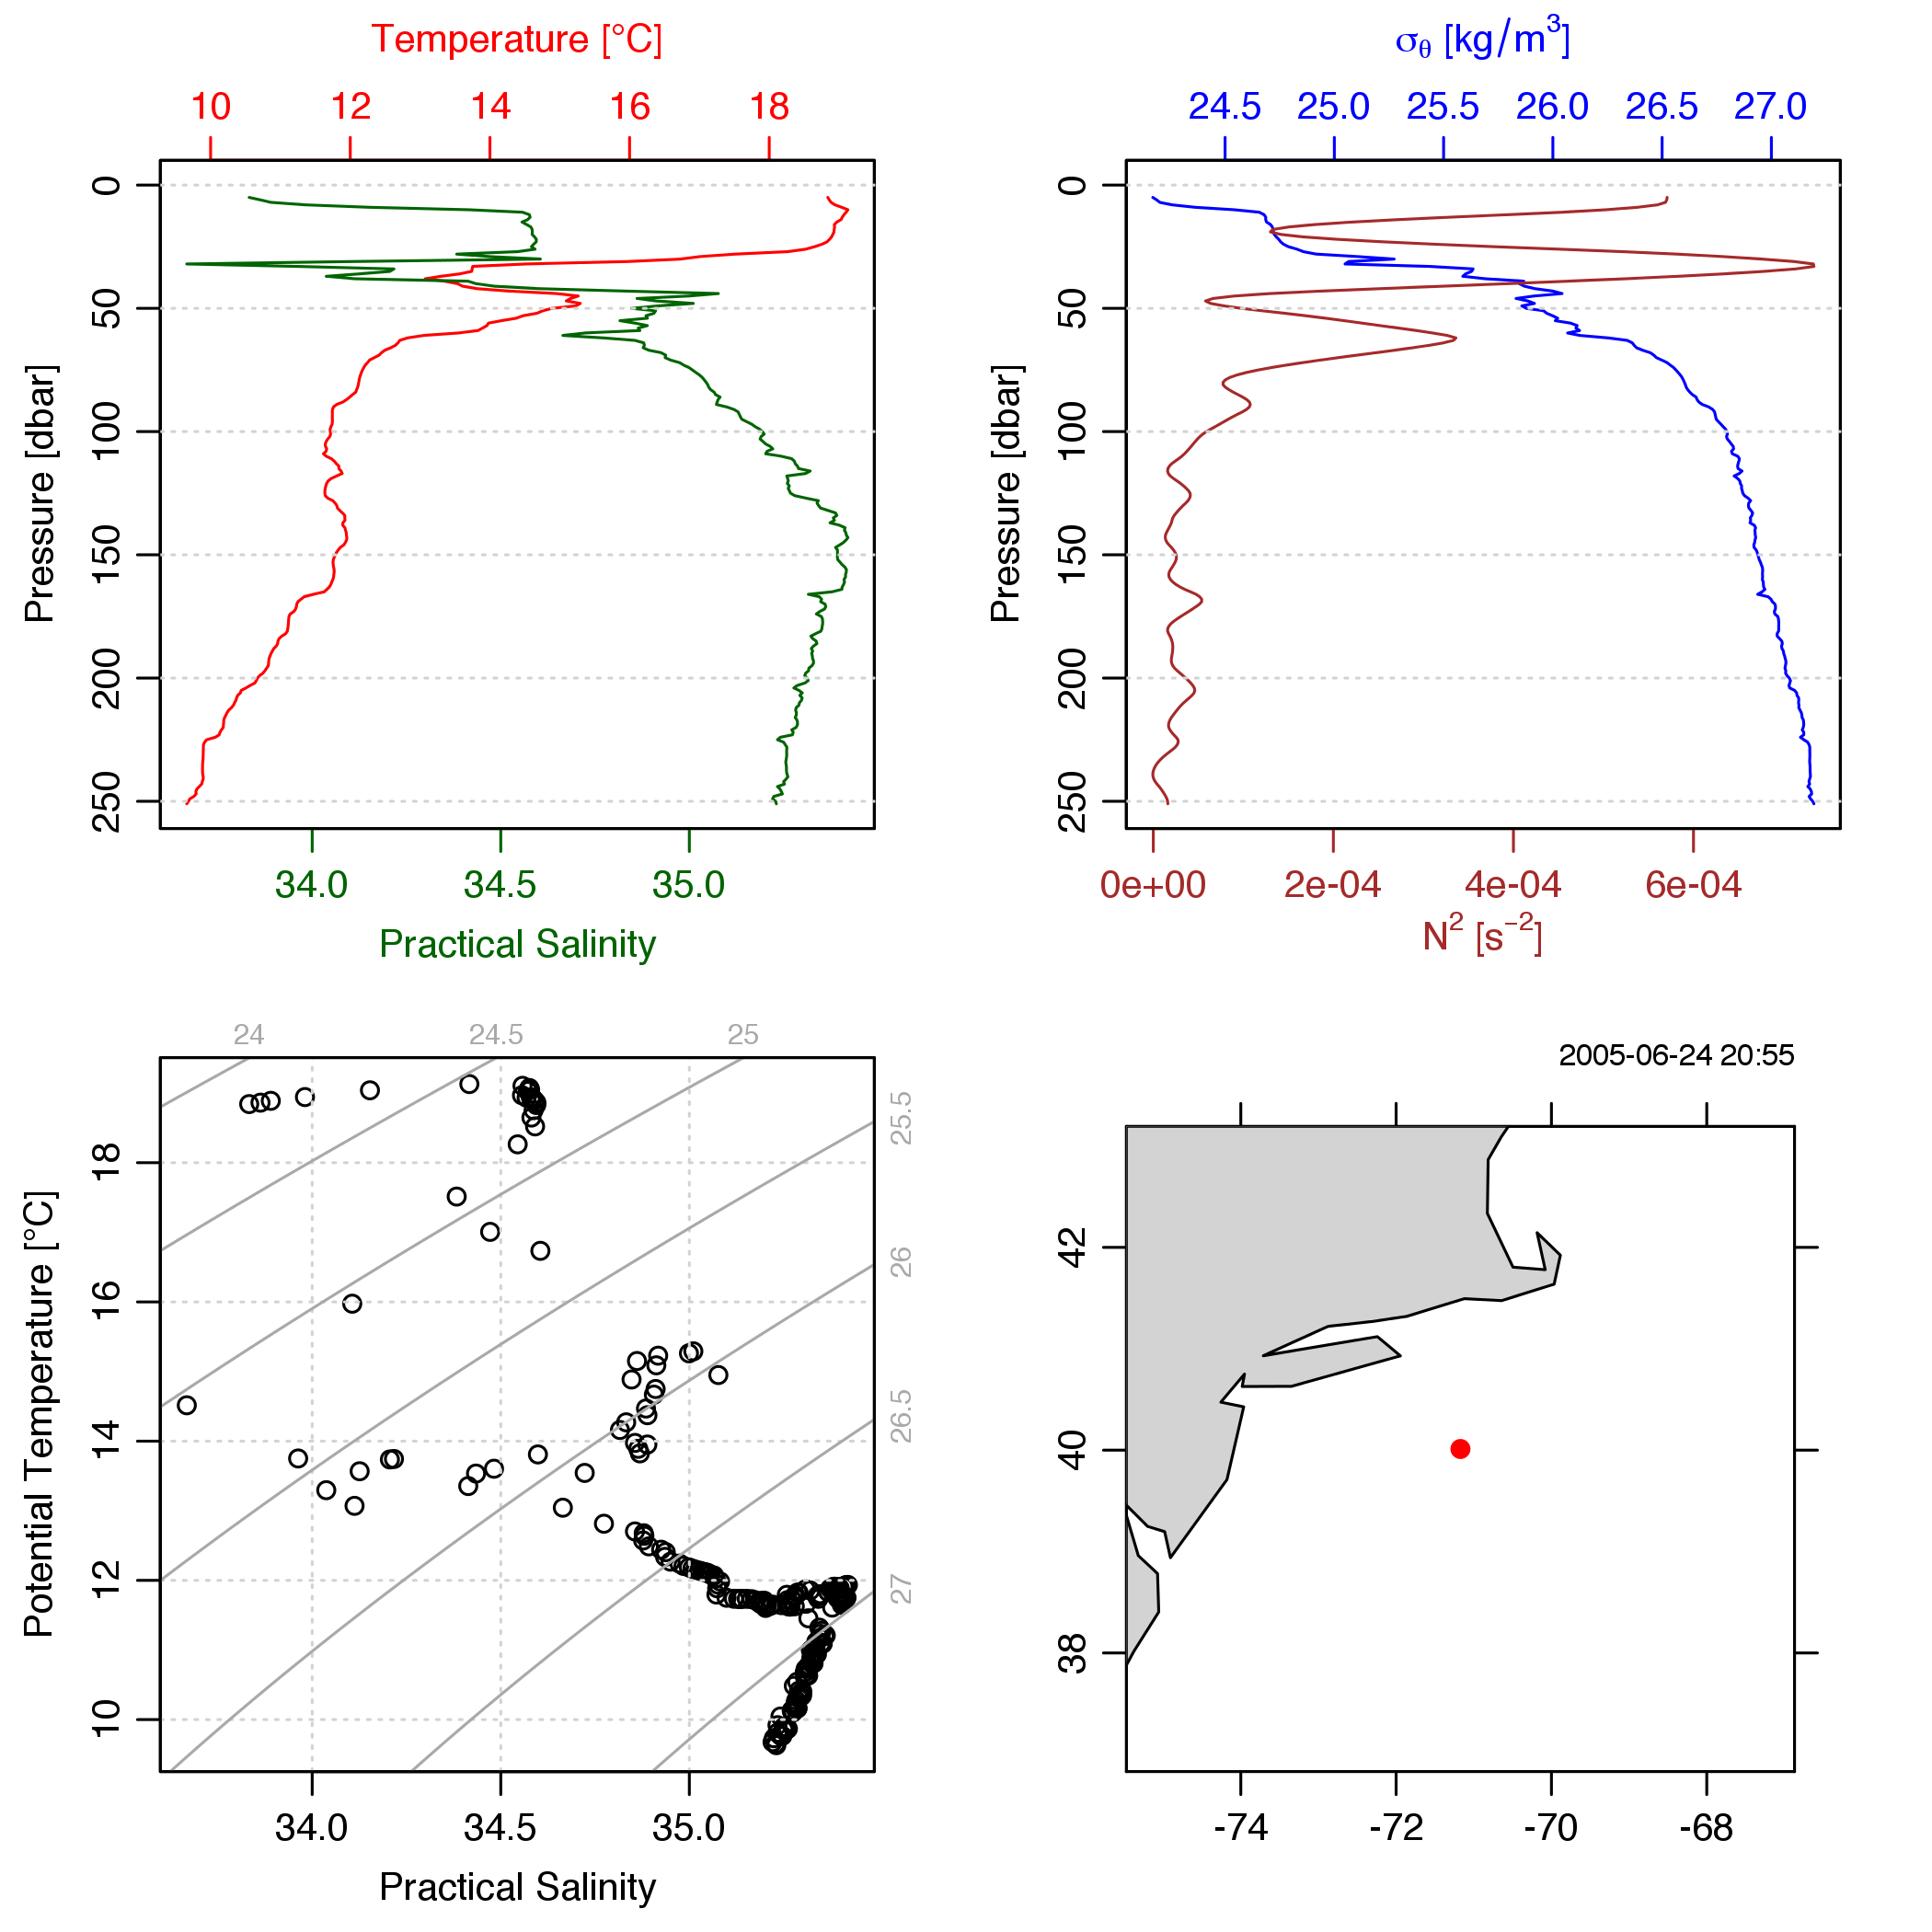 Temperature [°C]
10 12 14 16 18
0
50
100
150
200
250
Pressure [dbar]
34.0 34.5 35.0
Practical Salinity
σθ [kg/m3]
24.5 25.0 25.5 26.0 26.5 27.0
0
50
100
150
200
250
Pressure [dbar]
0e+00 2e-04 4e-04 6e-04
N2 [s−2]
24 24.5 25
25.5
26
26.5
27
18
16
14
12
10
Potential Temperature [°C]
34.0 34.5 35.0
Practical Salinity
2005-06-24 20:55
42
40
38
-74 -72 -70 -68